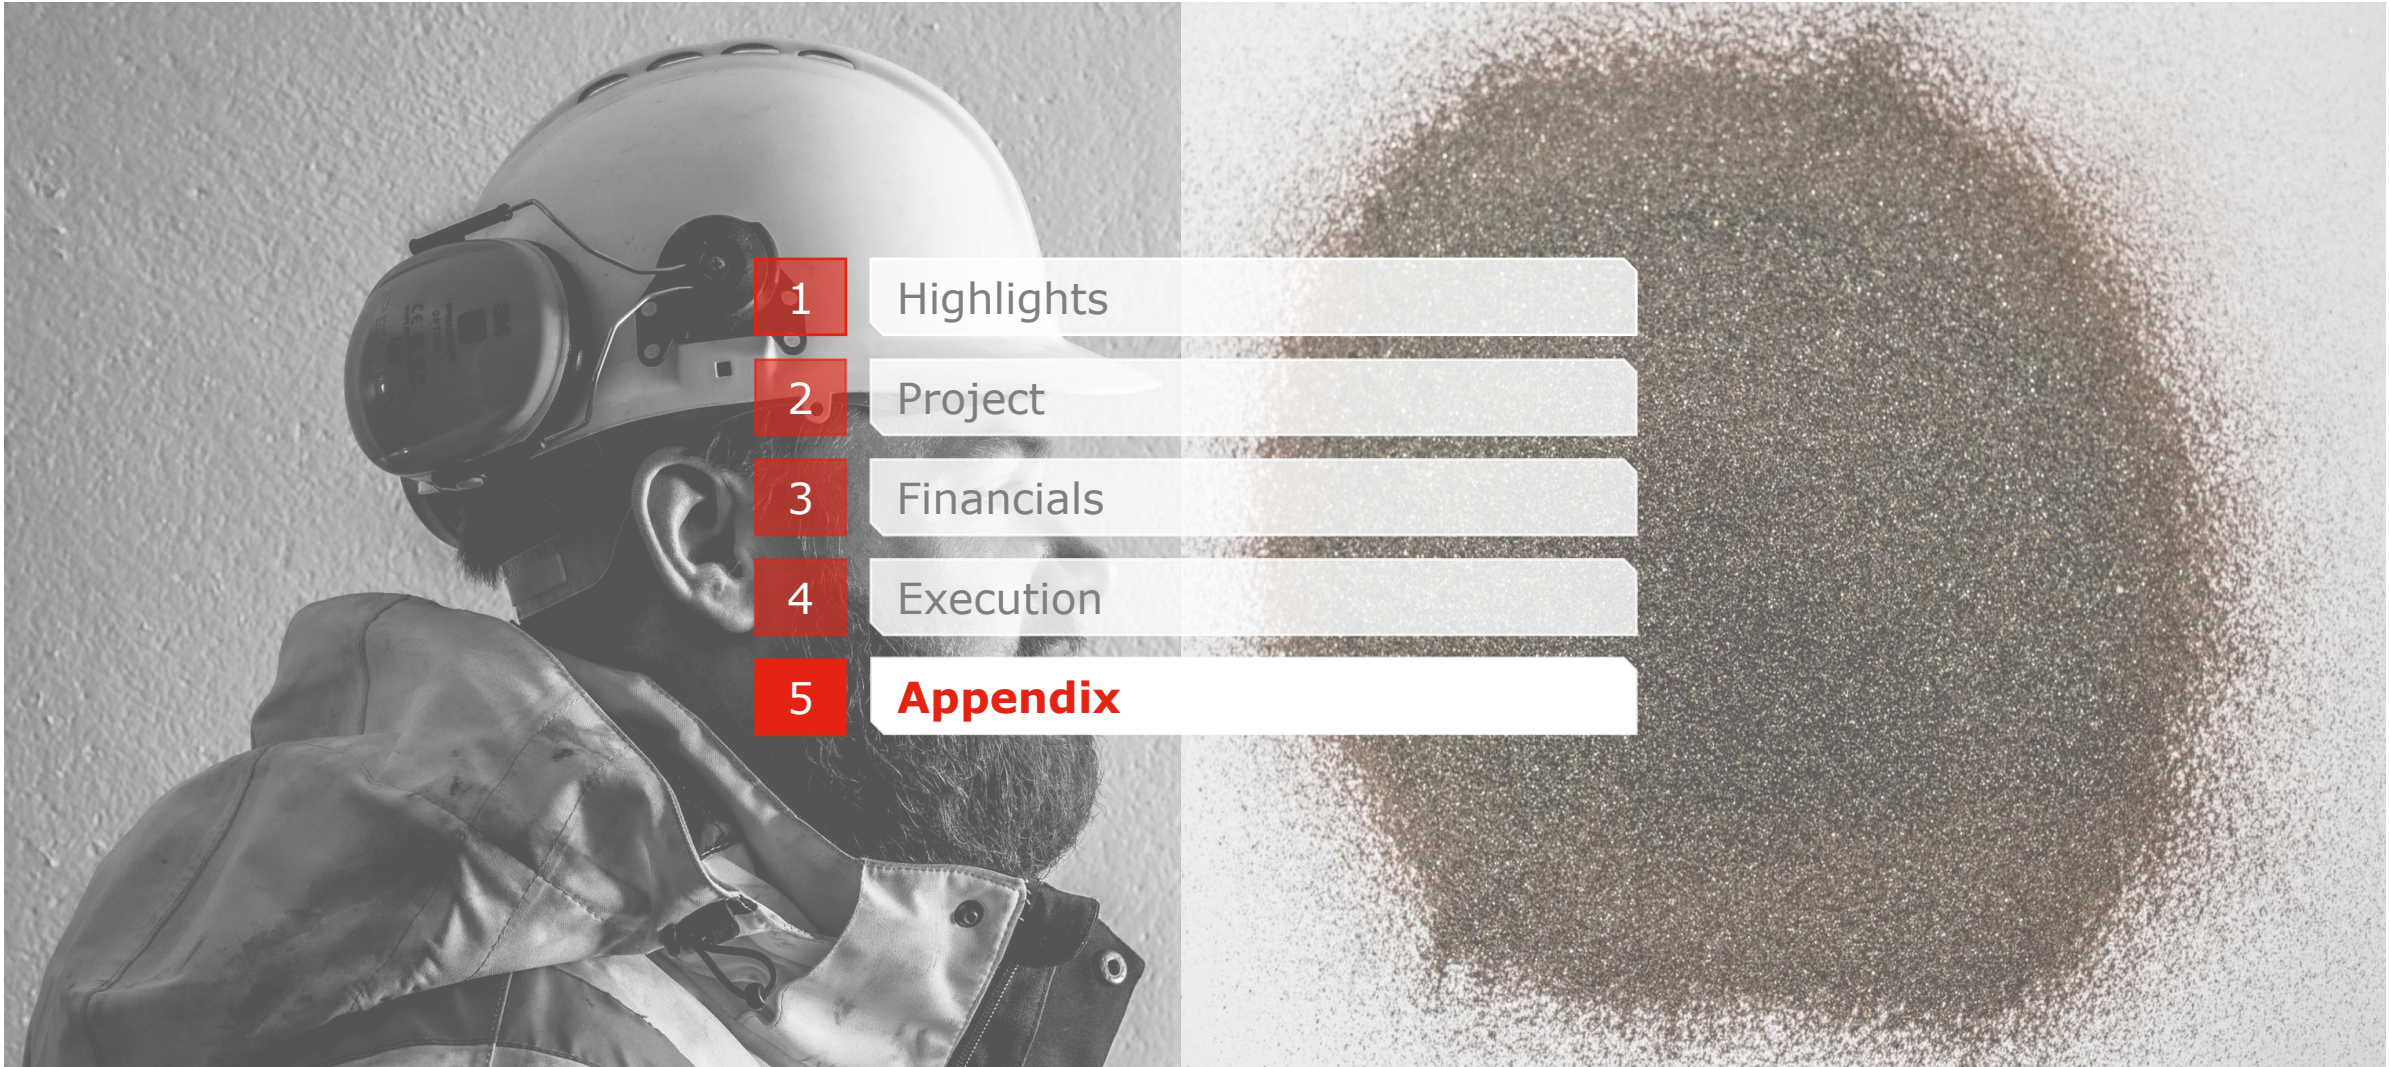 1 Highlights
2 Project
3 Financials
4 Execution
5 Appendix